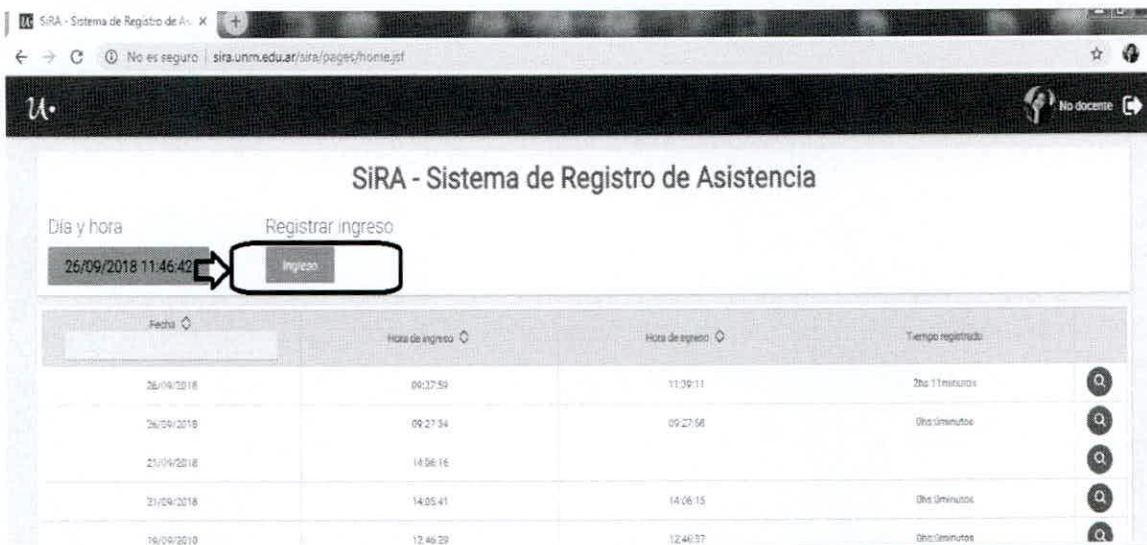 SiRA - Sistema de Registro de As
No es seguro | sira.unm.edu.ar/sira/pages/home.jsf
u.
No docente
SiRA - Sistema de Registro de Asistencia
Día y hora
Registrar ingreso
26/09/2018 11:46:42
Ingreso
Fecha
Hora de ingreso
Hora de egreso
Tiempo registrado
26/09/2018 09:27:59 11:39:11 2hs:11minutos
26/09/2018 09:27:34 09:27:58 0hs:0minutos
21/09/2018 14:06:16
21/09/2018 14:05:41 14:06:15 0hs:0minutos
19/09/2018 12:46:29 12:46:37 0hs:0minutos